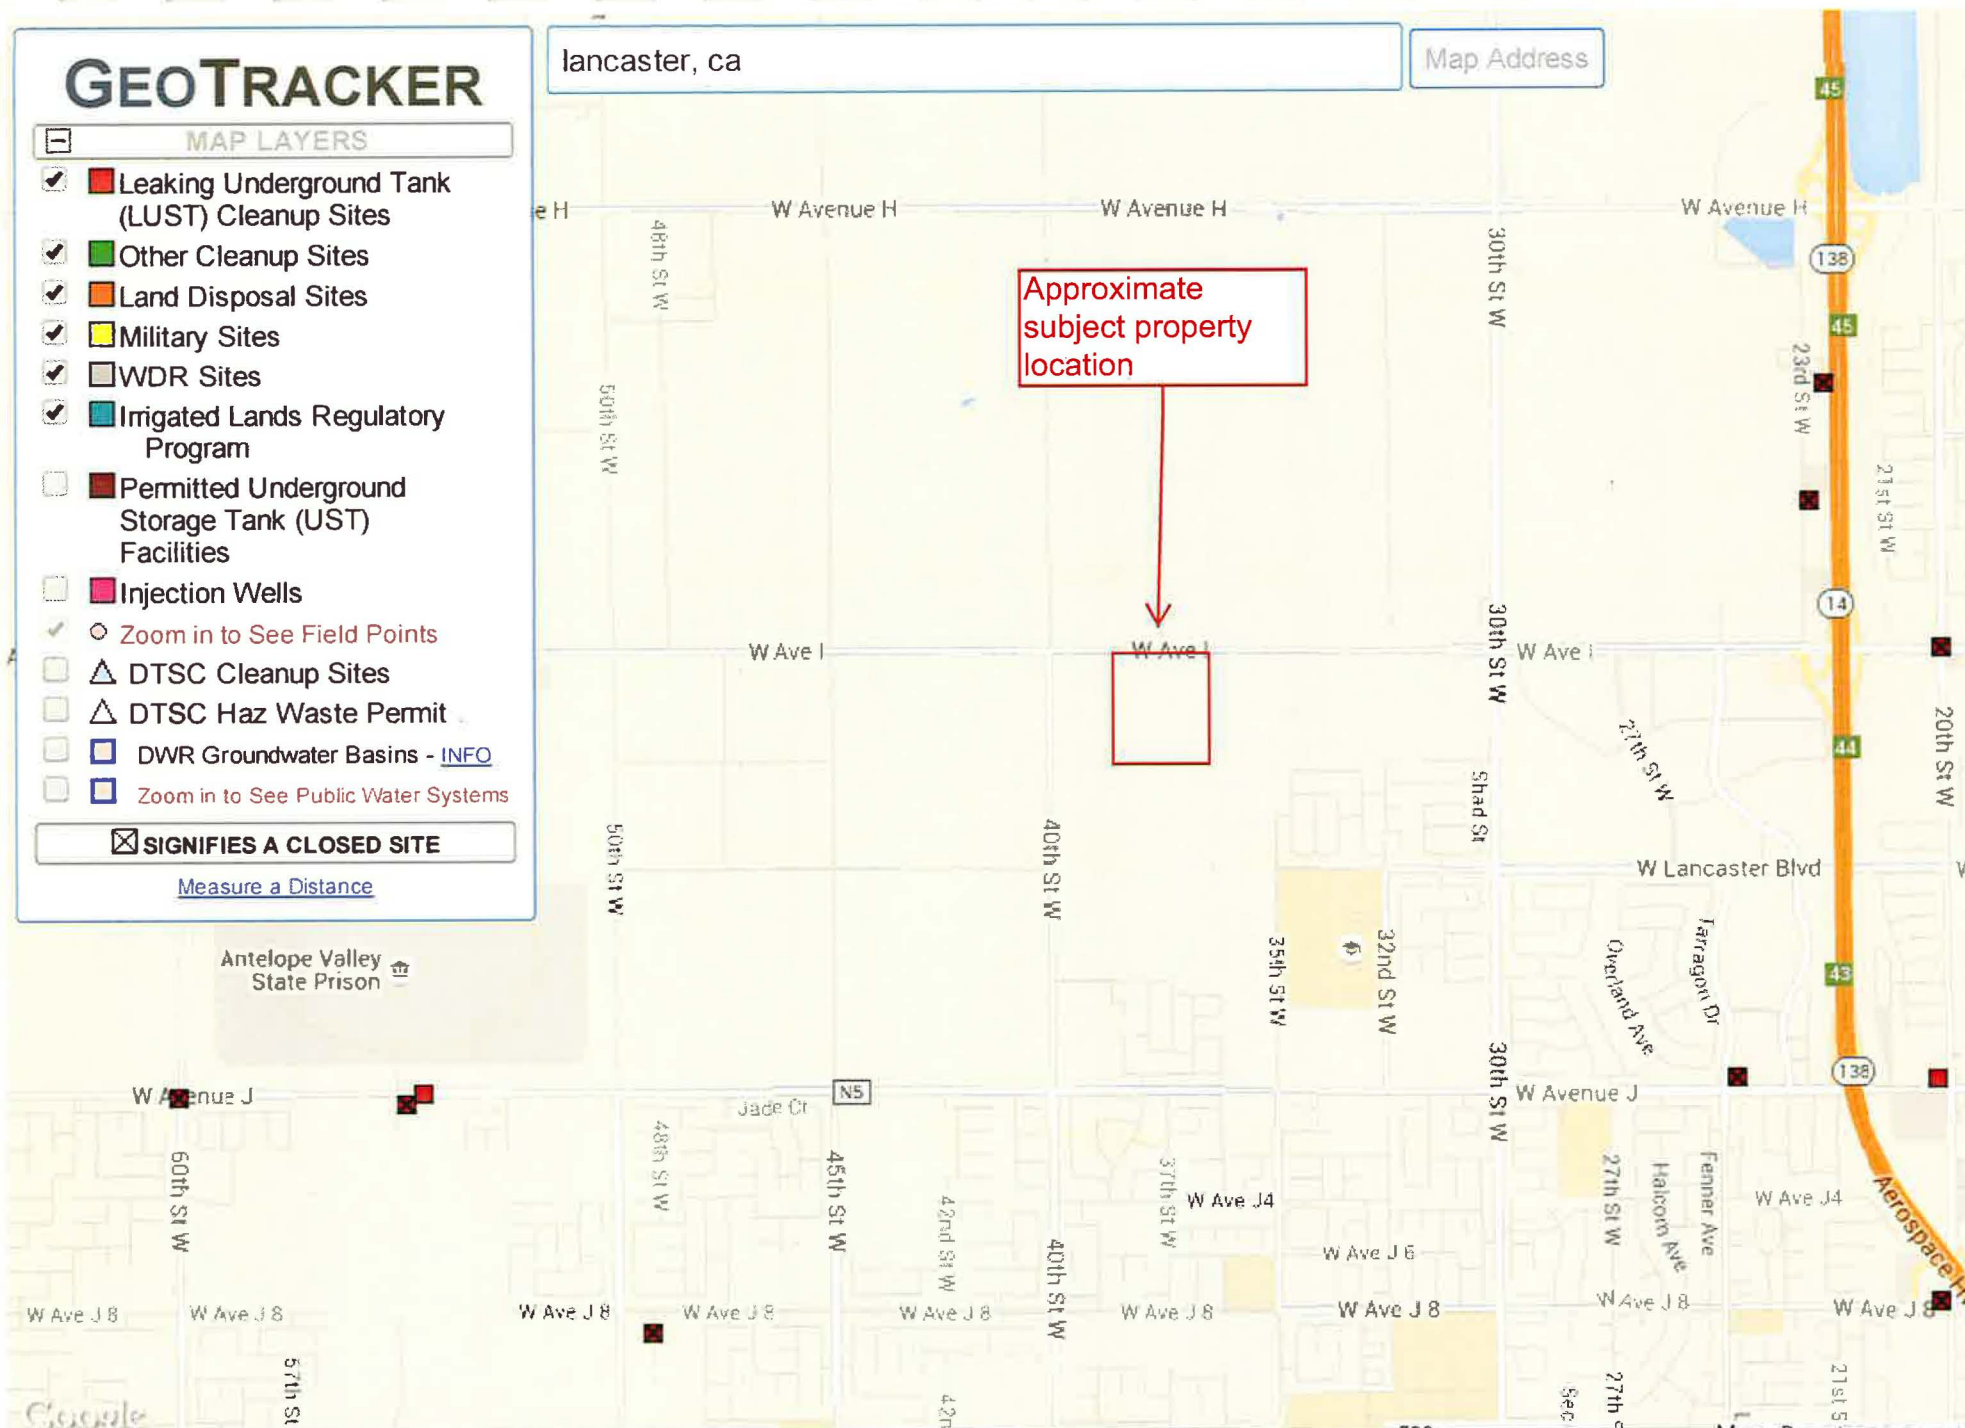 GEOTRACKER
MAP LAYERS
Leaking Underground Tank
(LUST) Cleanup Sites
Other Cleanup Sites
Land Disposal Sites
Military Sites
WDR Sites
Irrigated Lands Regulatory
Program
Permitted Underground
Storage Tank (UST)
Facilities
Injection Wells
Zoom in to See Field Points
DTSC Cleanup Sites
DTSC Haz Waste Permit
DWR Groundwater Basins - INFO
Zoom in to See Public Water Systems
SIGNIFIES A CLOSED SITE
Measure a Distance
lancaster, ca
Map Address
45
e H
W Avenue H
W Avenue H
W Avenue H
48th St W
30th St W
138
Approximate
subject property
location
45
23rd St W
50th St W
21st St W
14
W Ave I
W Ave I
30th St W
W Ave I
27th St W
44
20th St W
Shad St
50th St W
40th St W
W Lancaster Blvd
Antelope Valley
State Prison
35th St W
32nd St W
Overland Ave
Tarragon Dr
43
W Avenue J
Jade Ct
N5
30th St W
W Avenue J
138
60th St W
48th St W
45th St W
42nd St W
37th St W
W Ave J4
27th St W
Halcom Ave
Fenner Ave
W Ave J4
Aerospace
40th St W
W Ave J 6
W Ave J 8
W Ave J 8
W Ave J 8
W Ave J 8
W Ave J 8
W Ave J 8
W Ave J 8
W Ave J 8
W Ave J 8
57th St
42n
Sec
27th
21st S
Google